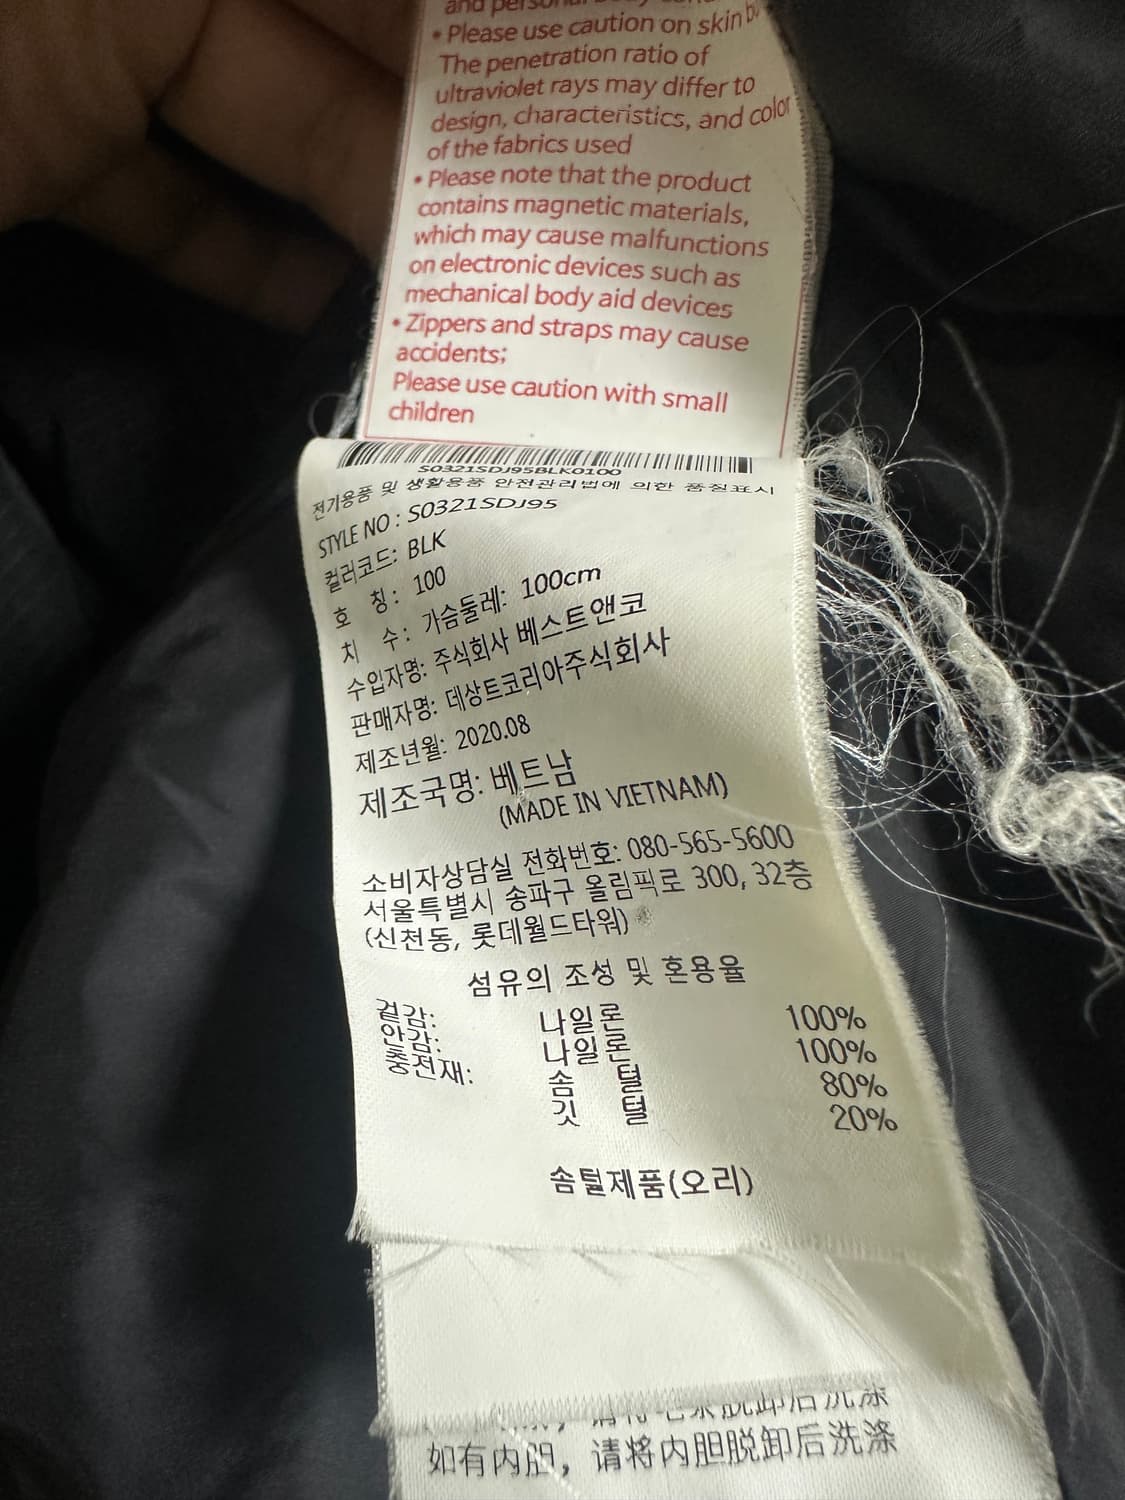 and personal body
• Please use caution on skin
The penetration ratio of
ultraviolet rays may differ to
design, characteristics, and color
of the fabrics used
• Please note that the product
contains magnetic materials,
which may cause malfunctions
on electronic devices such as
mechanical body aid devices
• Zippers and straps may cause
accidents;
Please use caution with small
children
S0321SDJ95BLK0100
전기용품 및 생활용품 안전관리법에 의한 품질표시
STYLE NO : S0321SDJ95
컬러코드: BLK
호 칭: 100
치 수: 가슴둘레: 100cm
수입자명: 주식회사 베스트앤코
판매자명: 데상트코리아주식회사
제조년월: 2020.08
제조국명: 베트남
(MADE IN VIETNAM)
소비자상담실 전화번호: 080-565-5600
서울특별시 송파구 올림픽로 300, 32층
(신천동, 롯데월드타워)
섬유의 조성 및 혼용율
겉감: 나일론 100%
안감: 나일론 100%
충전재: 솜 털 80%
깃 털 20%
솜털제품(오리)
如有内胆，请将内胆脱卸后洗涤